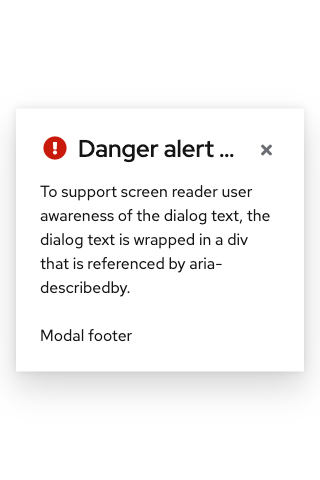 Danger alert ...
To support screen reader user
awareness of the dialog text, the
dialog text is wrapped in a div
that is referenced by aria-
describedby.
Modal footer